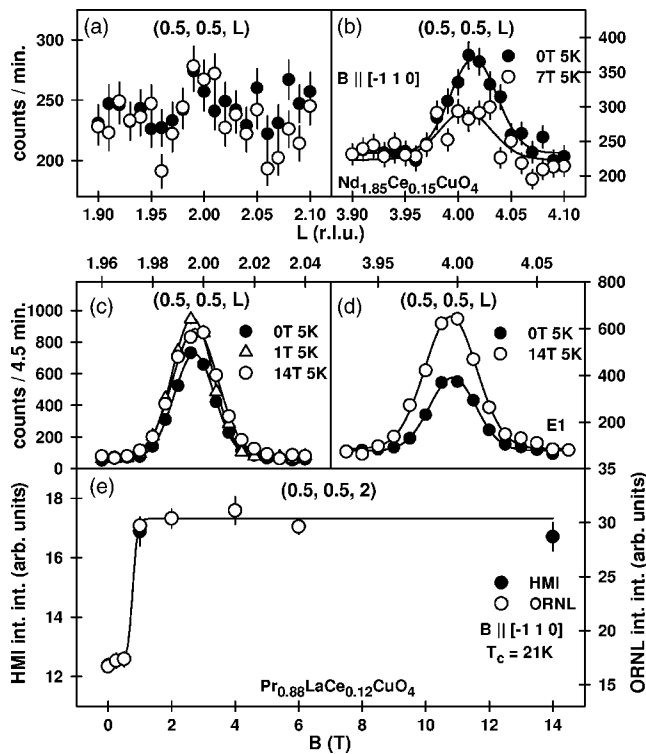 (a) (0.5, 0.5, L)
(b) (0.5, 0.5, L)
0T 5K
7T 5K
B || [-1 1 0]
Nd1.85Ce0.15CuO4
counts / min.
300
250
200
400
350
300
250
200
1.90 1.95 2.00 2.05 2.10
3.90 3.95 4.00 4.05 4.10
L (r.l.u.)
1.96 1.98 2.00 2.02 2.04
3.95 4.00 4.05
(c) (0.5, 0.5, L)
0T 5K
1T 5K
14T 5K
(d) (0.5, 0.5, L)
0T 5K
14T 5K
E1
counts / 4.5 min.
1000
800
600
400
200
0
800
600
400
200
35
(e) (0.5, 0.5, 2)
HMI
ORNL
B || [-1 1 0]
Tc = 21K
Pr0.88LaCe0.12CuO4
HMI int. int. (arb. units)
18
16
14
12
ORNL int. int. (arb. units)
30
25
20
15
0 2 4 6 8 10 12 14
B (T)